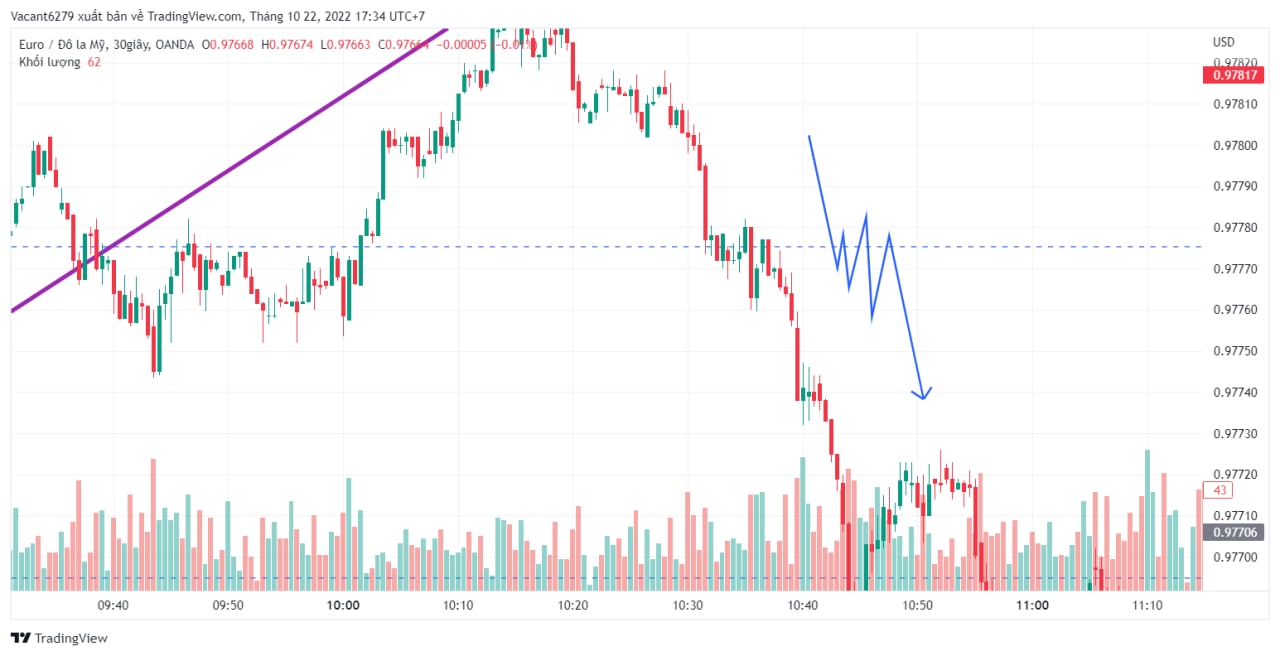 Vacant6279 xuất bản về TradingView.com, Tháng 10 22, 2022 17:34 UTC+7
Euro / Đô la Mỹ, 30giây, OANDA O0.97668 H0.97674 L0.97663 C0.97664 −0.00005 (−0.01%)
Khối lượng 62
USD
0.97820
0.97817
0.97810
0.97800
0.97790
0.97780
0.97770
0.97760
0.97750
0.97740
0.97730
0.97720
43
0.97710
0.97706
0.97700
09:40 09:50 10:00 10:10 10:20 10:30 10:40 10:50 11:00 11:10
TradingView